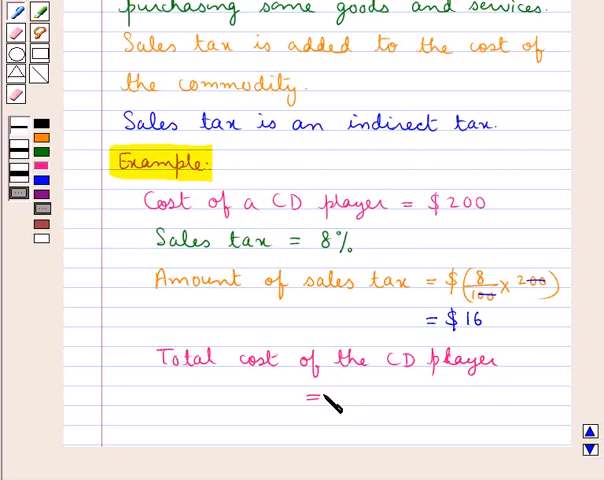 purchasing some goods and services.
Sales tax is added to the cost of
the commodity.
Sales tax is an indirect tax.
Example:
Cost of a CD player = $200
Sales tax = 8%
Amount of sales tax = $(8/100 × 200)
= $16
Total cost of the CD player
=